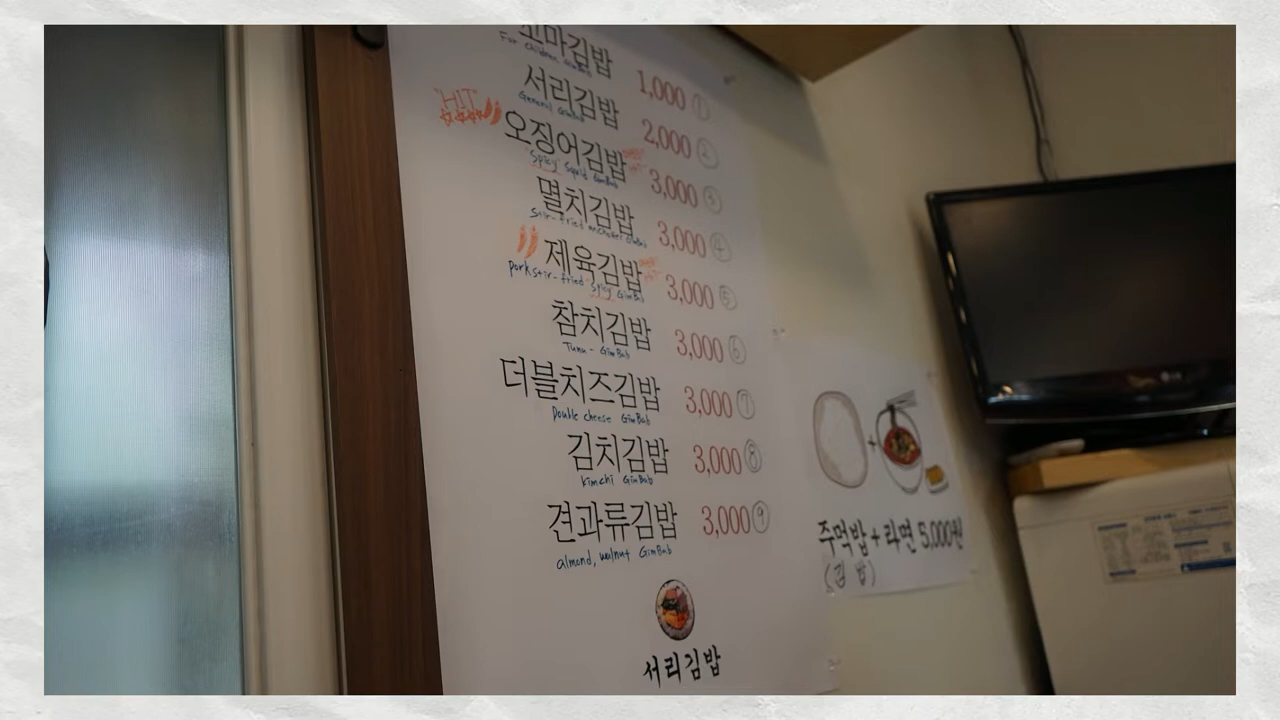 꼬마김밥 1,000 ①
For children GimBab
서리김밥 2,000 ②
General GimBab
"HIT"
오징어김밥 3,000 ③
Spicy Squid GimBab
멸치김밥 3,000 ④
제육김밥 3,000 ⑤
pork stir-fried Spicy GimBab
참치김밥 3,000 ⑥
Tuna - GimBab
더블치즈김밥 3,000 ⑦
Double cheese GimBab
김치김밥 3,000 ⑧
kimchi GimBab
견과류김밥 3,000 ⑨
almond, walnut GimBab
서리김밥
주먹밥 + 라면 5,000원
(김 밥)
LG